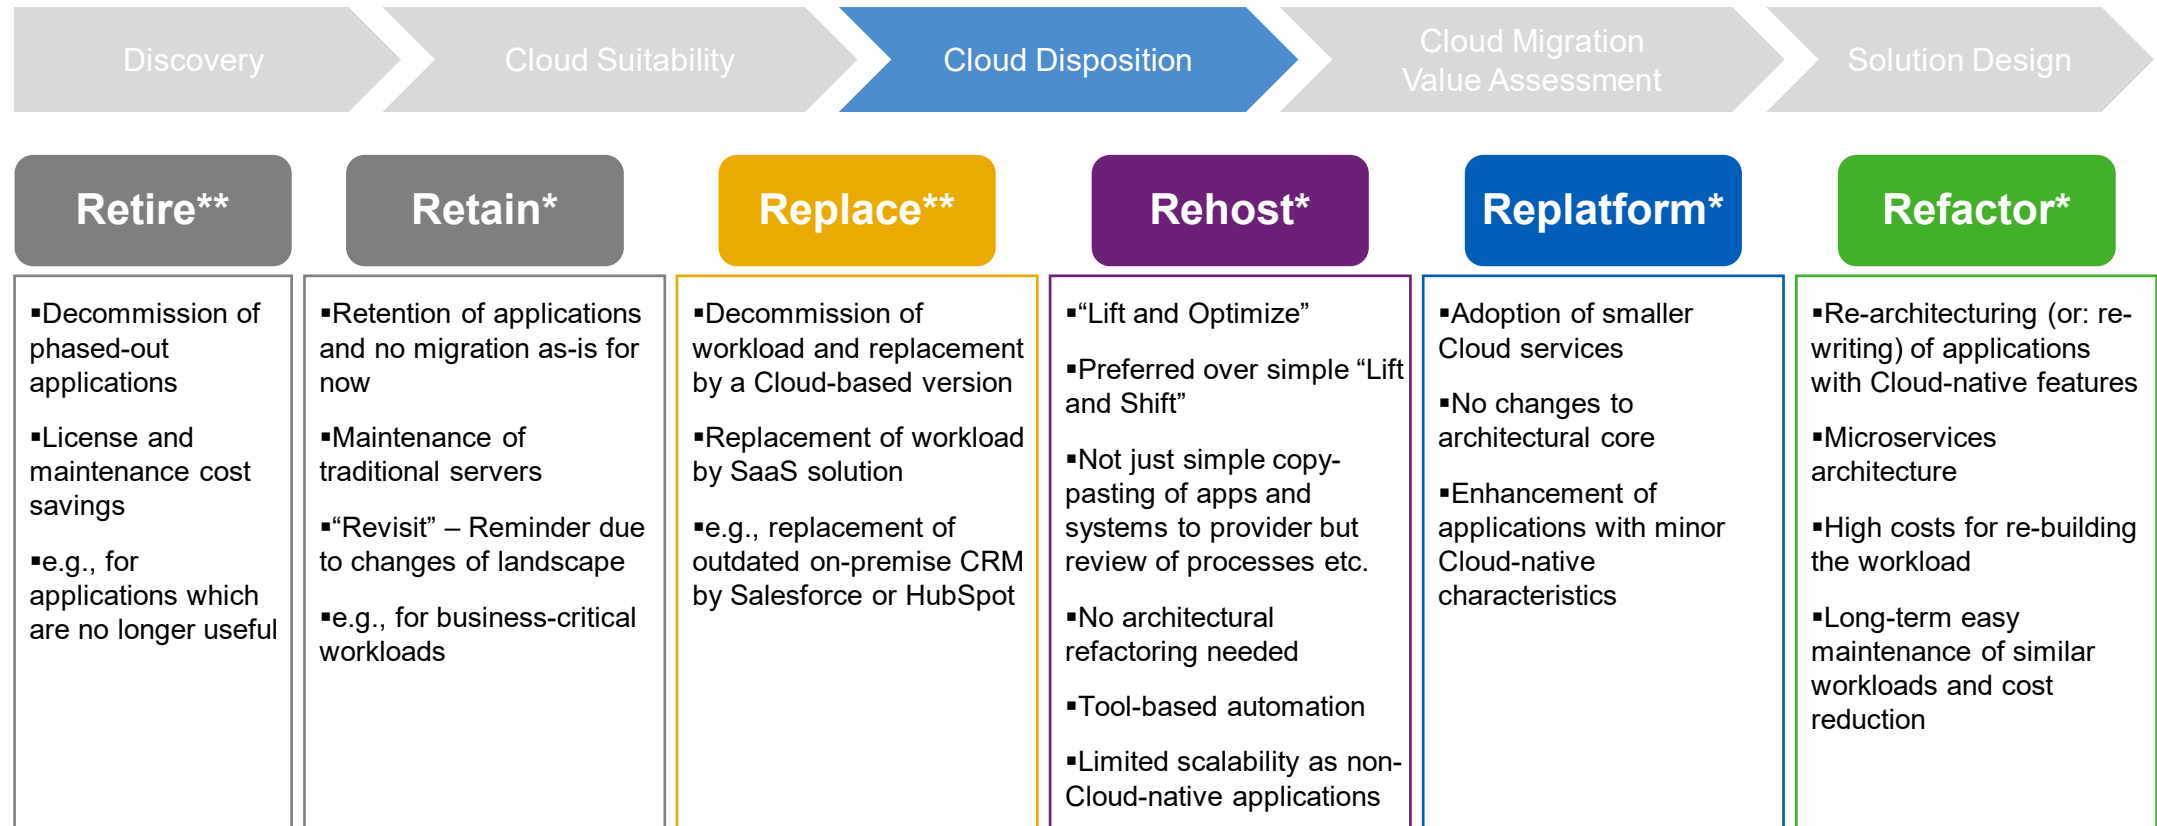 Discovery
Cloud Suitability
Cloud Disposition
Cloud Migration
Value Assessment
Solution Design
Retire**
▪Decommission of
phased-out
applications
▪License and
maintenance cost
savings
▪e.g., for
applications which
are no longer useful
Retain*
▪Retention of applications
and no migration as-is for
now
▪Maintenance of
traditional servers
▪“Revisit” – Reminder due
to changes of landscape
▪e.g., for business-critical
workloads
Replace**
▪Decommission of
workload and replacement
by a Cloud-based version
▪Replacement of workload
by SaaS solution
▪e.g., replacement of
outdated on-premise CRM
by Salesforce or HubSpot
Rehost*
▪“Lift and Optimize”
▪Preferred over simple “Lift
and Shift”
▪Not just simple copy-
pasting of apps and
systems to provider but
review of processes etc.
▪No architectural
refactoring needed
▪Tool-based automation
▪Limited scalability as non-
Cloud-native applications
Replatform*
▪Adoption of smaller
Cloud services
▪No changes to
architectural core
▪Enhancement of
applications with minor
Cloud-native
characteristics
Refactor*
▪Re-architecturing (or: re-
writing) of applications
with Cloud-native features
▪Microservices
architecture
▪High costs for re-building
the workload
▪Long-term easy
maintenance of similar
workloads and cost
reduction